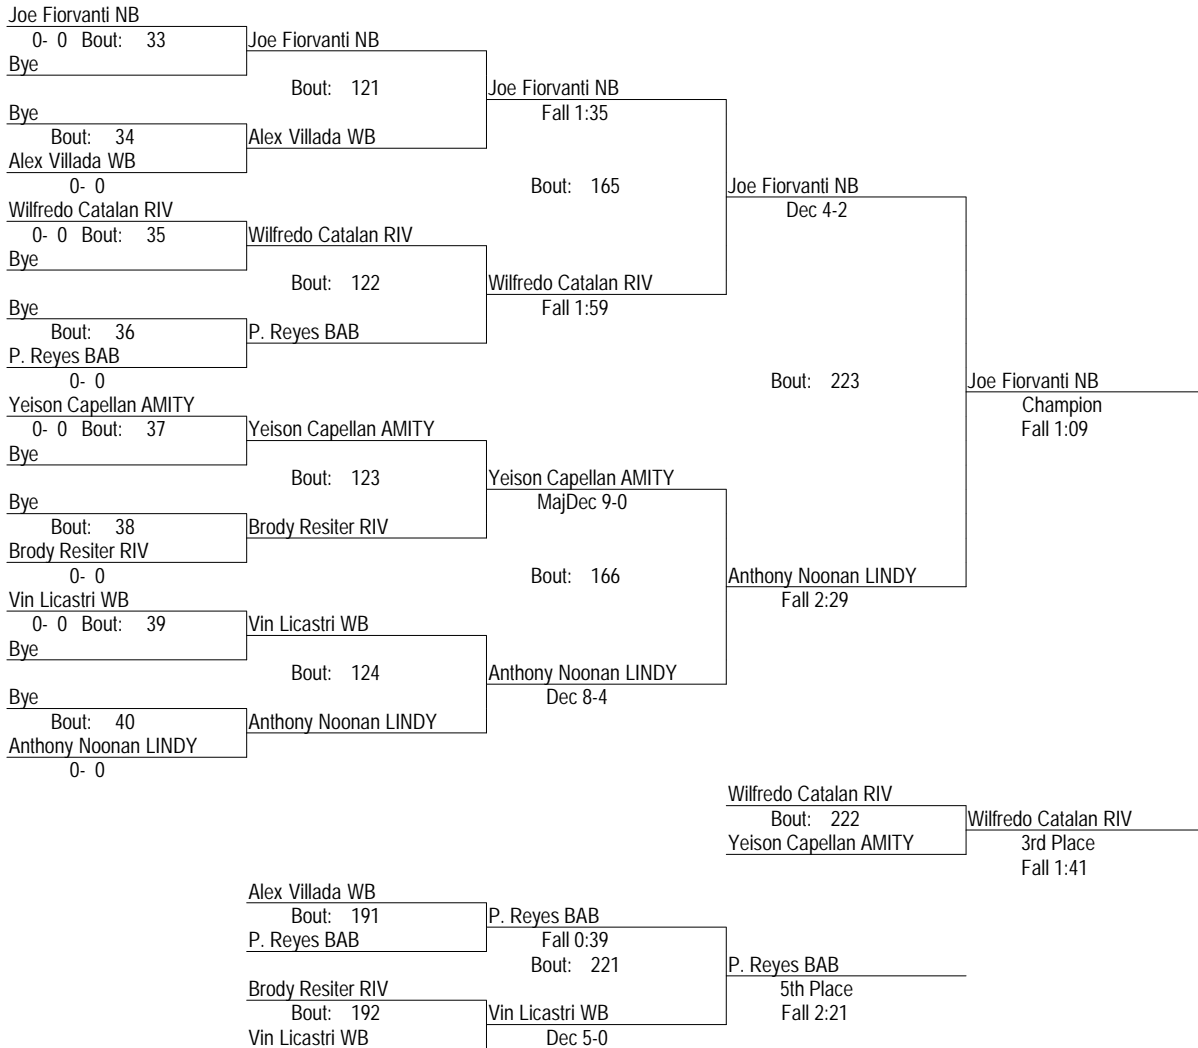 Joe Fiorvanti NB
0- 0 Bout: 33
Bye
Bye
Bout: 34
Alex Villada WB
0- 0
Wilfredo Catalan RIV
0- 0 Bout: 35
Bye
Bye
Bout: 36
P. Reyes BAB
0- 0
Yeison Capellan AMITY
0- 0 Bout: 37
Bye
Bye
Bout: 38
Brody Resiter RIV
0- 0
Vin Licastri WB
0- 0 Bout: 39
Bye
Bye
Bout: 40
Anthony Noonan LINDY
0- 0
Joe Fiorvanti NB
Bout: 121
Alex Villada WB
Wilfredo Catalan RIV
Bout: 122
P. Reyes BAB
Yeison Capellan AMITY
Bout: 123
Brody Resiter RIV
Vin Licastri WB
Bout: 124
Anthony Noonan LINDY
Joe Fiorvanti NB
Fall 1:35
Bout: 165
Wilfredo Catalan RIV
Fall 1:59
Yeison Capellan AMITY
MajDec 9-0
Bout: 166
Anthony Noonan LINDY
Dec 8-4
Joe Fiorvanti NB
Dec 4-2
Bout: 223
Anthony Noonan LINDY
Fall 2:29
Joe Fiorvanti NB
Champion
Fall 1:09
Wilfredo Catalan RIV
Bout: 222
Yeison Capellan AMITY
Wilfredo Catalan RIV
3rd Place
Fall 1:41
Alex Villada WB
Bout: 191
P. Reyes BAB
Brody Resiter RIV
Bout: 192
Vin Licastri WB
P. Reyes BAB
Fall 0:39
Bout: 221
Vin Licastri WB
Dec 5-0
P. Reyes BAB
5th Place
Fall 2:21